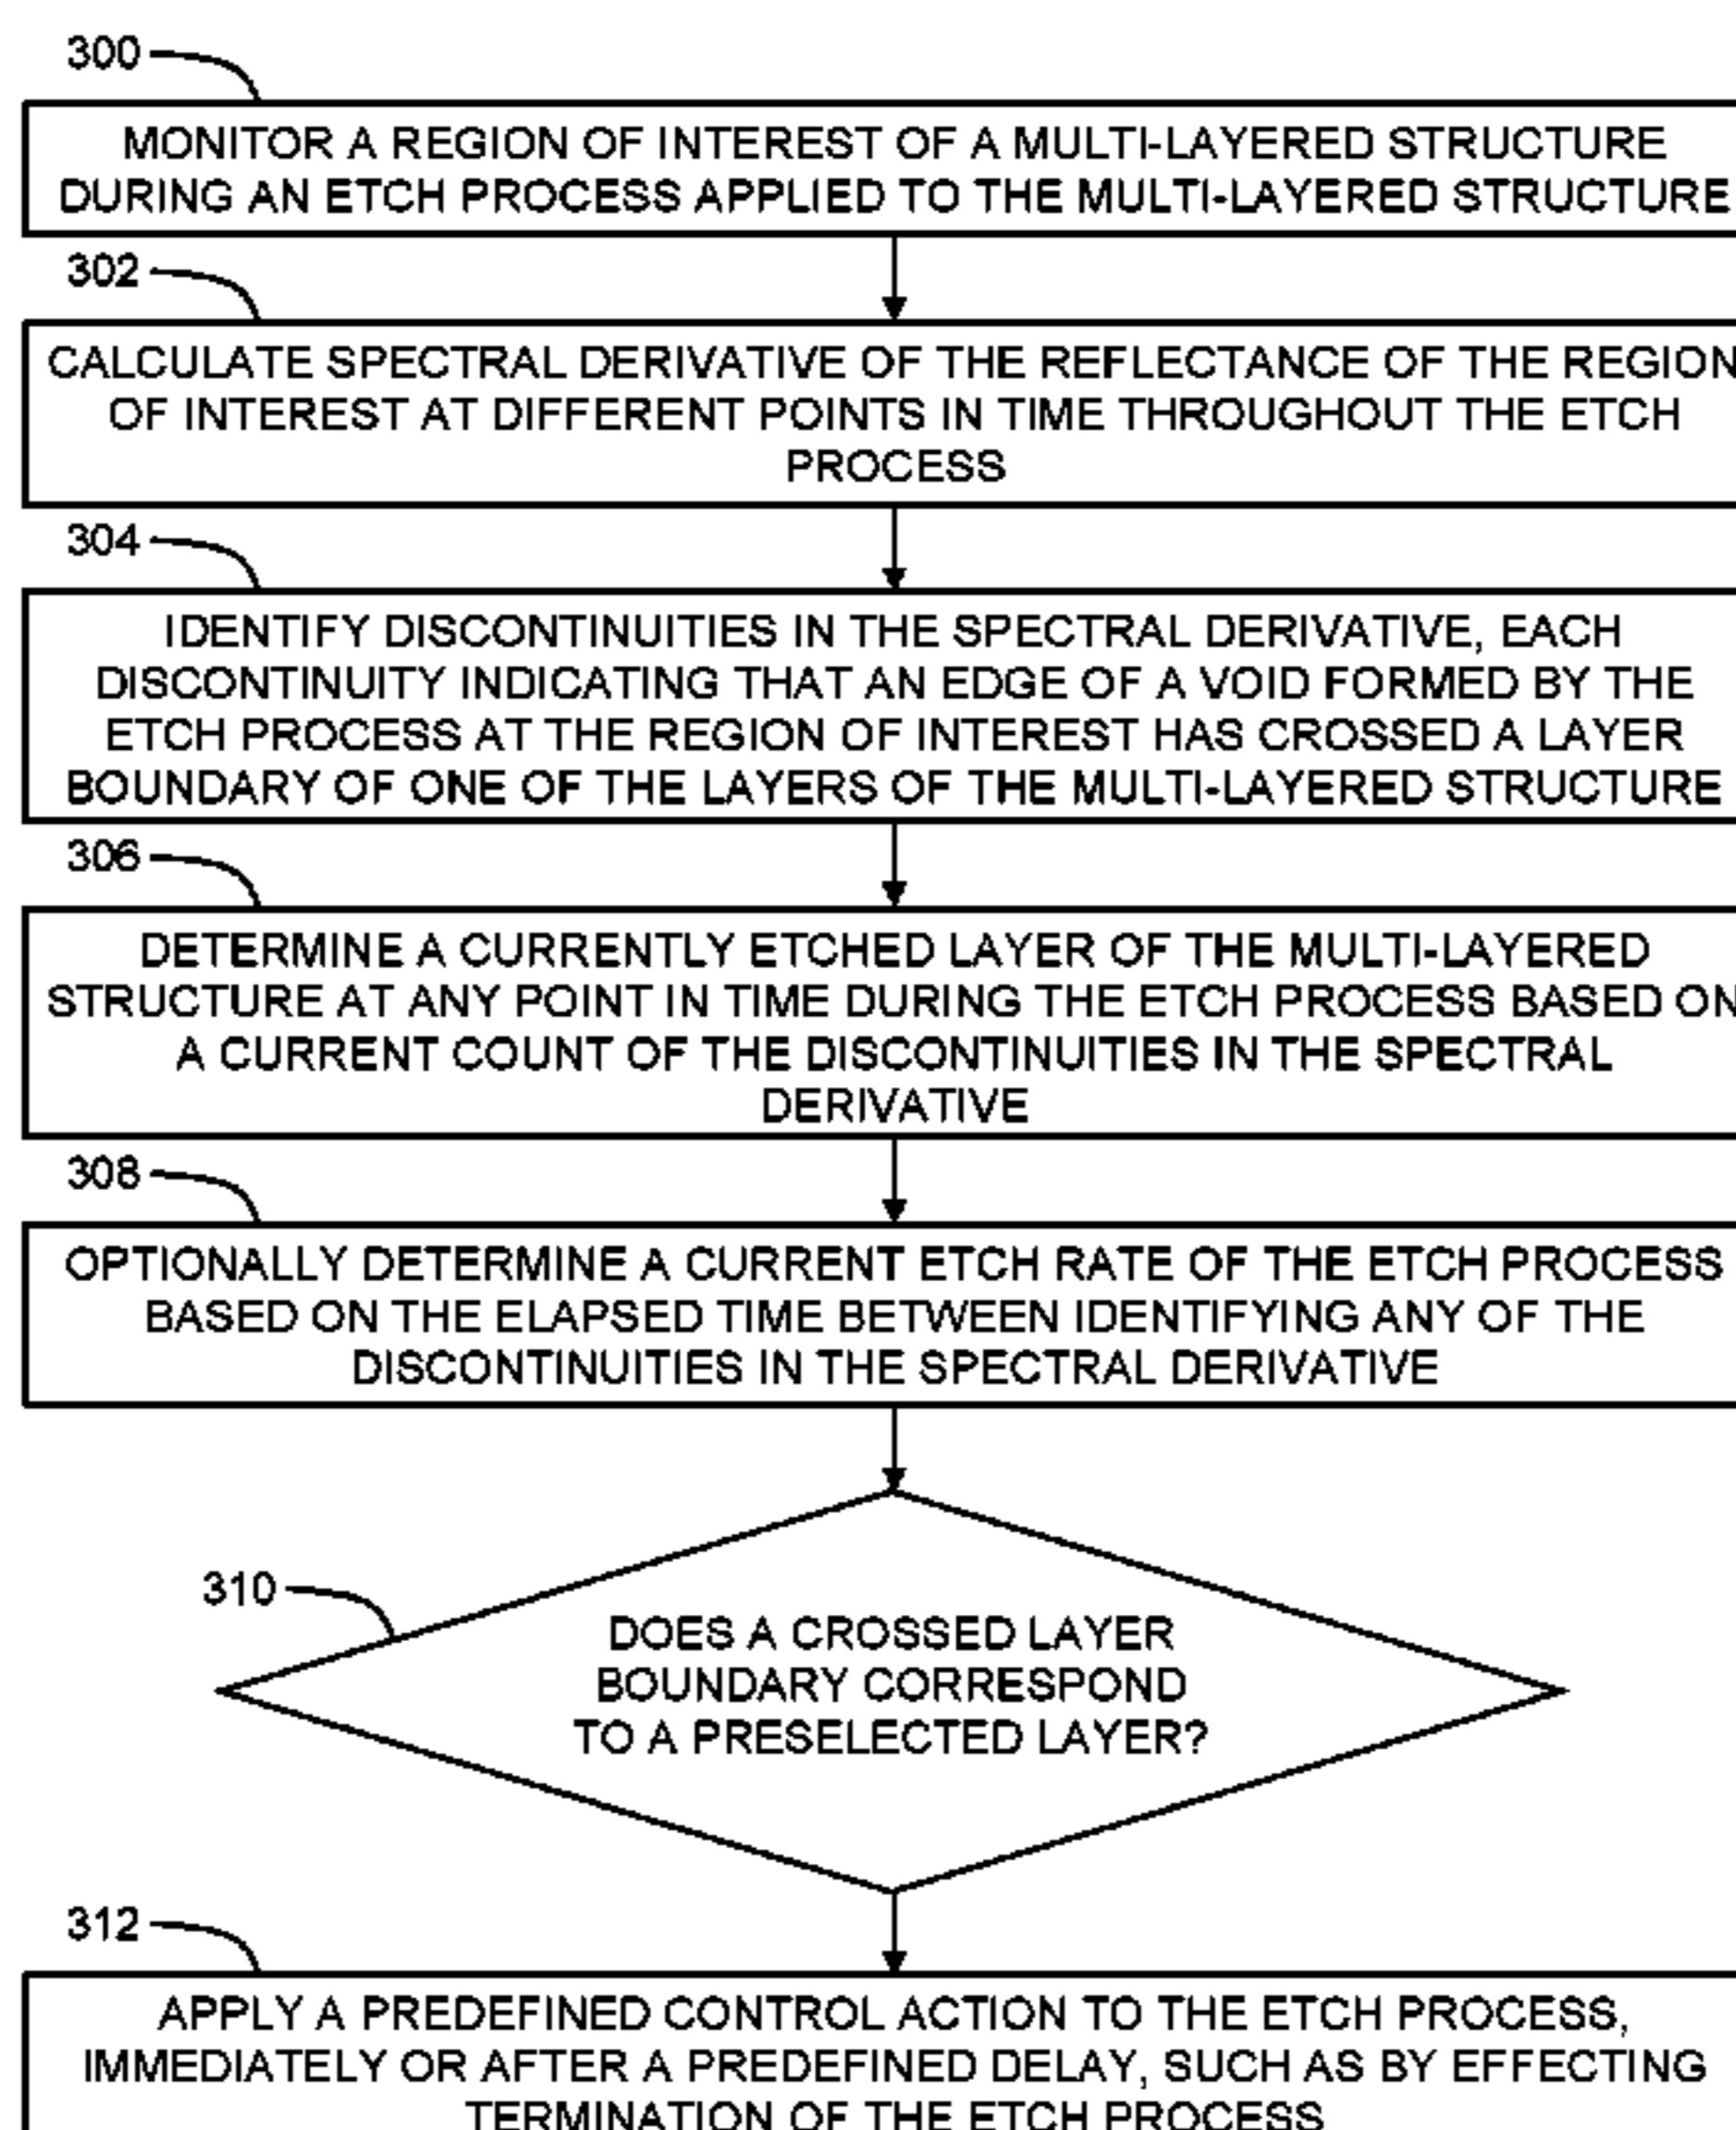 300
MONITOR A REGION OF INTEREST OF A MULTI-LAYERED STRUCTURE
DURING AN ETCH PROCESS APPLIED TO THE MULTI-LAYERED STRUCTURE
302
CALCULATE SPECTRAL DERIVATIVE OF THE REFLECTANCE OF THE REGION
OF INTEREST AT DIFFERENT POINTS IN TIME THROUGHOUT THE ETCH
PROCESS
304
IDENTIFY DISCONTINUITIES IN THE SPECTRAL DERIVATIVE, EACH
DISCONTINUITY INDICATING THAT AN EDGE OF A VOID FORMED BY THE
ETCH PROCESS AT THE REGION OF INTEREST HAS CROSSED A LAYER
BOUNDARY OF ONE OF THE LAYERS OF THE MULTI-LAYERED STRUCTURE
306
DETERMINE A CURRENTLY ETCHED LAYER OF THE MULTI-LAYERED
STRUCTURE AT ANY POINT IN TIME DURING THE ETCH PROCESS BASED ON
A CURRENT COUNT OF THE DISCONTINUITIES IN THE SPECTRAL
DERIVATIVE
308
OPTIONALLY DETERMINE A CURRENT ETCH RATE OF THE ETCH PROCESS
BASED ON THE ELAPSED TIME BETWEEN IDENTIFYING ANY OF THE
DISCONTINUITIES IN THE SPECTRAL DERIVATIVE
310
DOES A CROSSED LAYER
BOUNDARY CORRESPOND
TO A PRESELECTED LAYER?
312
APPLY A PREDEFINED CONTROL ACTION TO THE ETCH PROCESS,
IMMEDIATELY OR AFTER A PREDEFINED DELAY, SUCH AS BY EFFECTING
TERMINATION OF THE ETCH PROCESS